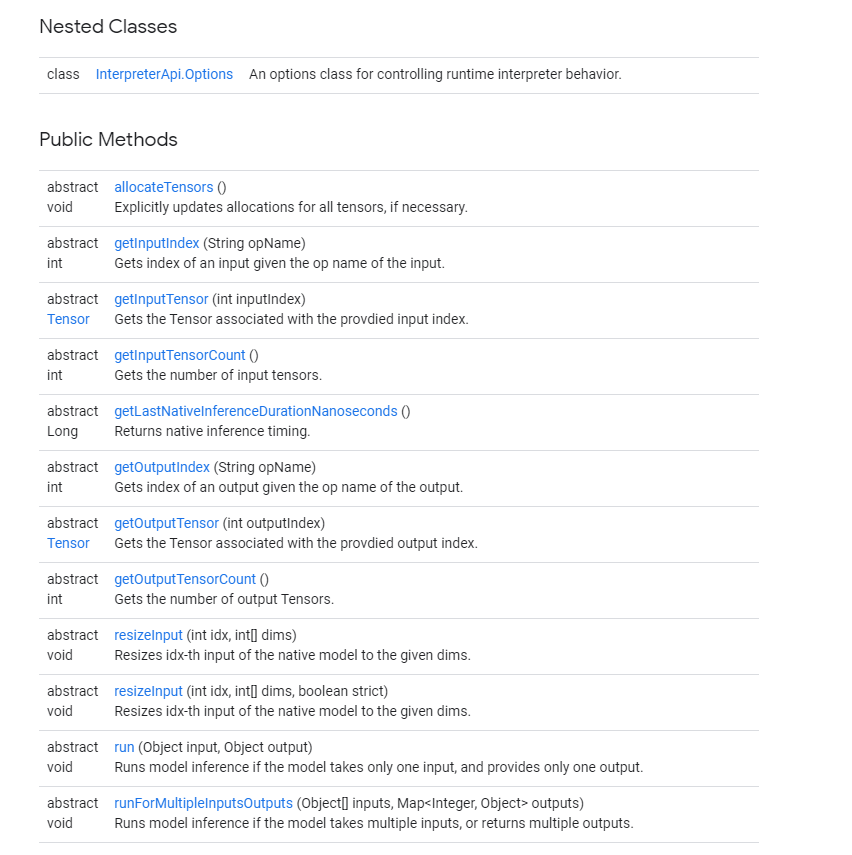 Nested Classes
class InterpreterApi.Options An options class for controlling runtime interpreter behavior.
Public Methods
abstract allocateTensors ()
void Explicitly updates allocations for all tensors, if necessary.
abstract getInputIndex (String opName)
int Gets index of an input given the op name of the input.
abstract getInputTensor (int inputIndex)
Tensor Gets the Tensor associated with the provdied input index.
abstract getInputTensorCount ()
int Gets the number of input tensors.
abstract getLastNativeInferenceDurationNanoseconds ()
Long Returns native inference timing.
abstract getOutputIndex (String opName)
int Gets index of an output given the op name of the output.
abstract getOutputTensor (int outputIndex)
Tensor Gets the Tensor associated with the provdied output index.
abstract getOutputTensorCount ()
int Gets the number of output Tensors.
abstract resizeInput (int idx, int[] dims)
void Resizes idx-th input of the native model to the given dims.
abstract resizeInput (int idx, int[] dims, boolean strict)
void Resizes idx-th input of the native model to the given dims.
abstract run (Object input, Object output)
void Runs model inference if the model takes only one input, and provides only one output.
abstract runForMultipleInputsOutputs (Object[] inputs, Map<Integer, Object> outputs)
void Runs model inference if the model takes multiple inputs, or returns multiple outputs.